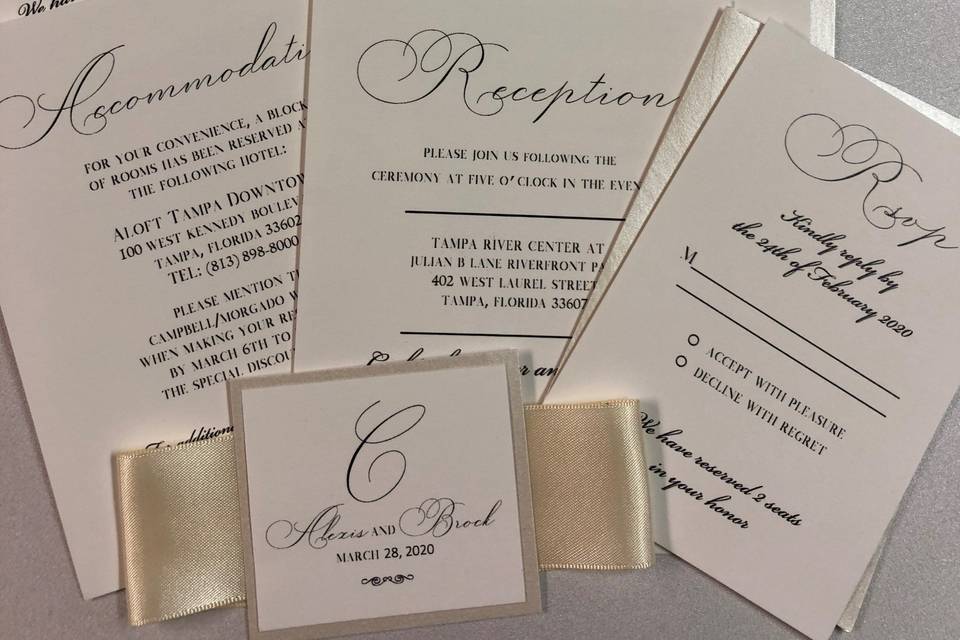 We
Accommodati
FOR YOUR CONVENIENCE, A BLOCK
OF ROOMS HAS BEEN RESERVED A
THE FOLLOWING HOTEL:
ALOFT TAMPA DOWNTOW
100 WEST KENNEDY BOULEV
TAMPA, FLORIDA 33602
TEL: (813) 898-8000
PLEASE MENTION T
CAMPBELL/MORGADO W
WHEN MAKING YOUR RE
BY MARCH 6TH TO
THE SPECIAL DISCOU
Reception
PLEASE JOIN US FOLLOWING THE
CEREMONY AT FIVE O'CLOCK IN THE EVEN
TAMPA RIVER CENTER AT
JULIAN B LANE RIVERFRONT PA
402 WEST LAUREL STREET
TAMPA, FLORIDA 33607
Rsvp
Kindly reply by
the 24th of February 2020
M
ACCEPT WITH PLEASURE
DECLINE WITH REGRET
We have reserved 2 seats
in your honor
C
Alexis AND Brock
MARCH 28, 2020